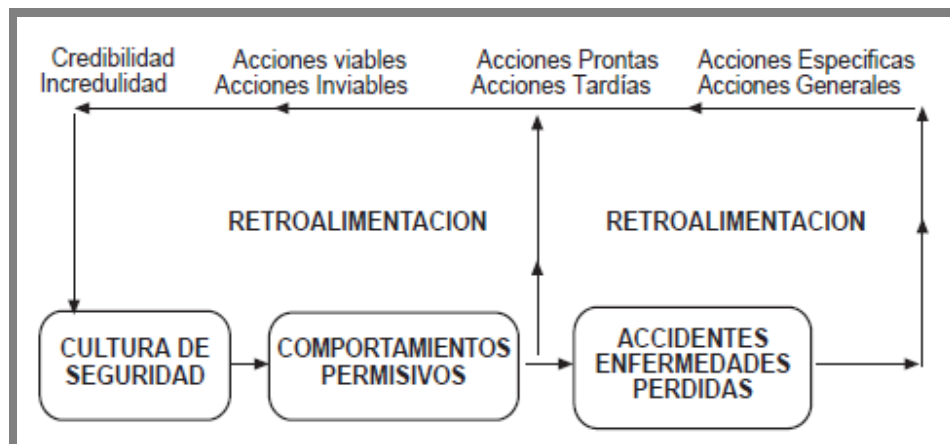 Credibilidad
Incredulidad
Acciones viables
Acciones Inviables
Acciones Prontas
Acciones Tardías
Acciones Especificas
Acciones Generales
RETROALIMENTACION
RETROALIMENTACION
CULTURA DE
SEGURIDAD
COMPORTAMIENTOS
PERMISIVOS
ACCIDENTES
ENFERMEDADES
PERDIDAS